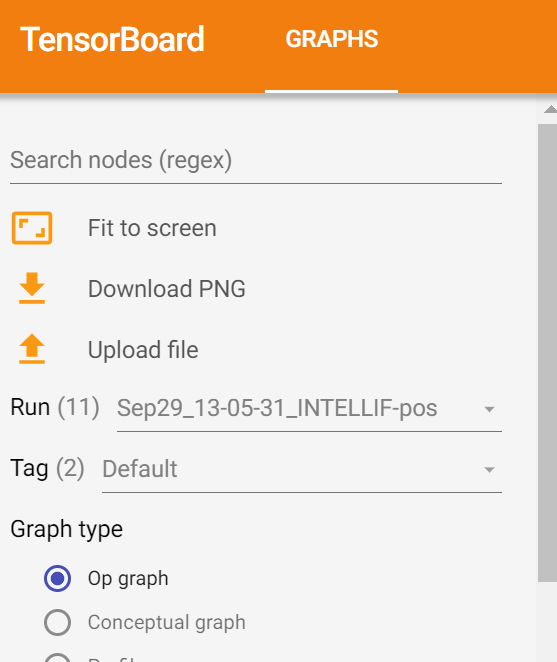 TensorBoard GRAPHS
Search nodes (regex)
Fit to screen
Download PNG
Upload file
Run (11) Sep29_13-05-31_INTELLIF-pos
Tag (2) Default
Graph type
Op graph
Conceptual graph